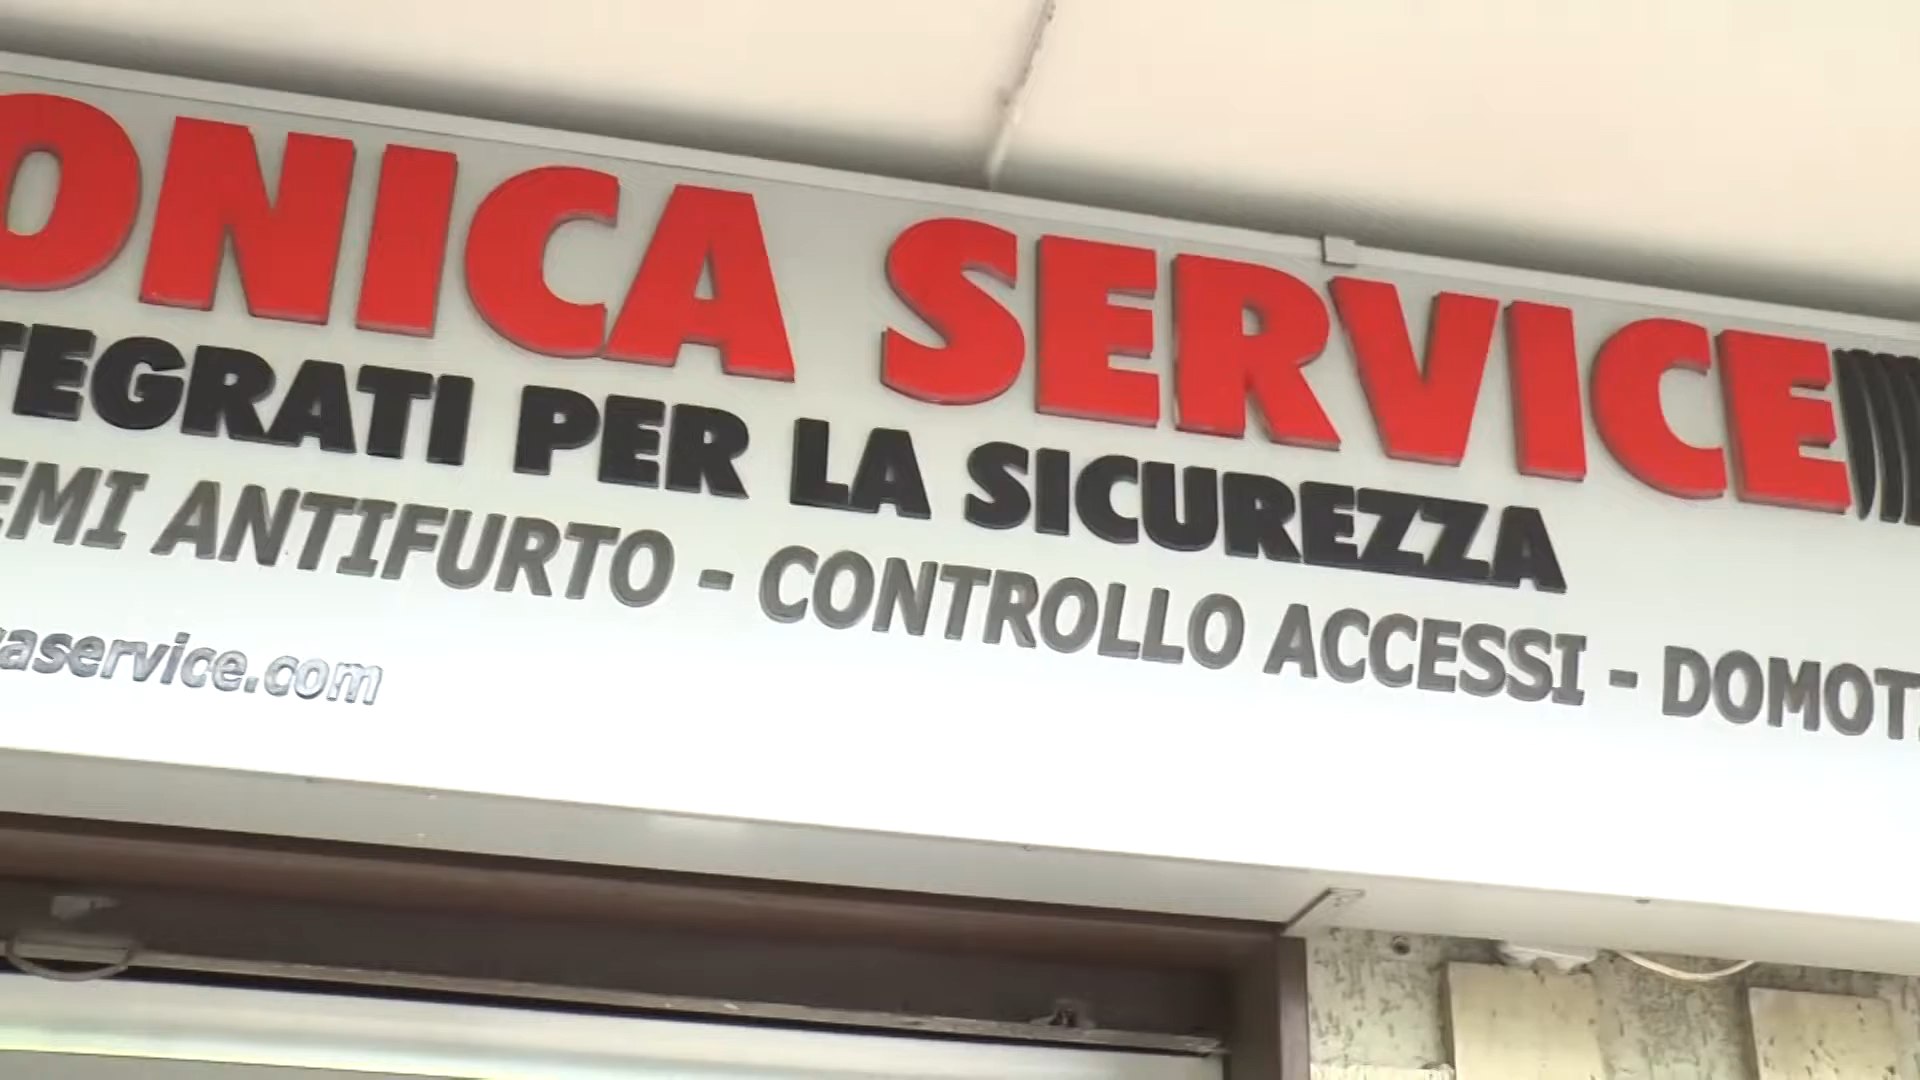 ONICA SERVICE
TEGRATI PER LA SICUREZZA
EMI ANTIFURTO - CONTROLLO ACCESSI - DOMOT
aservice.com